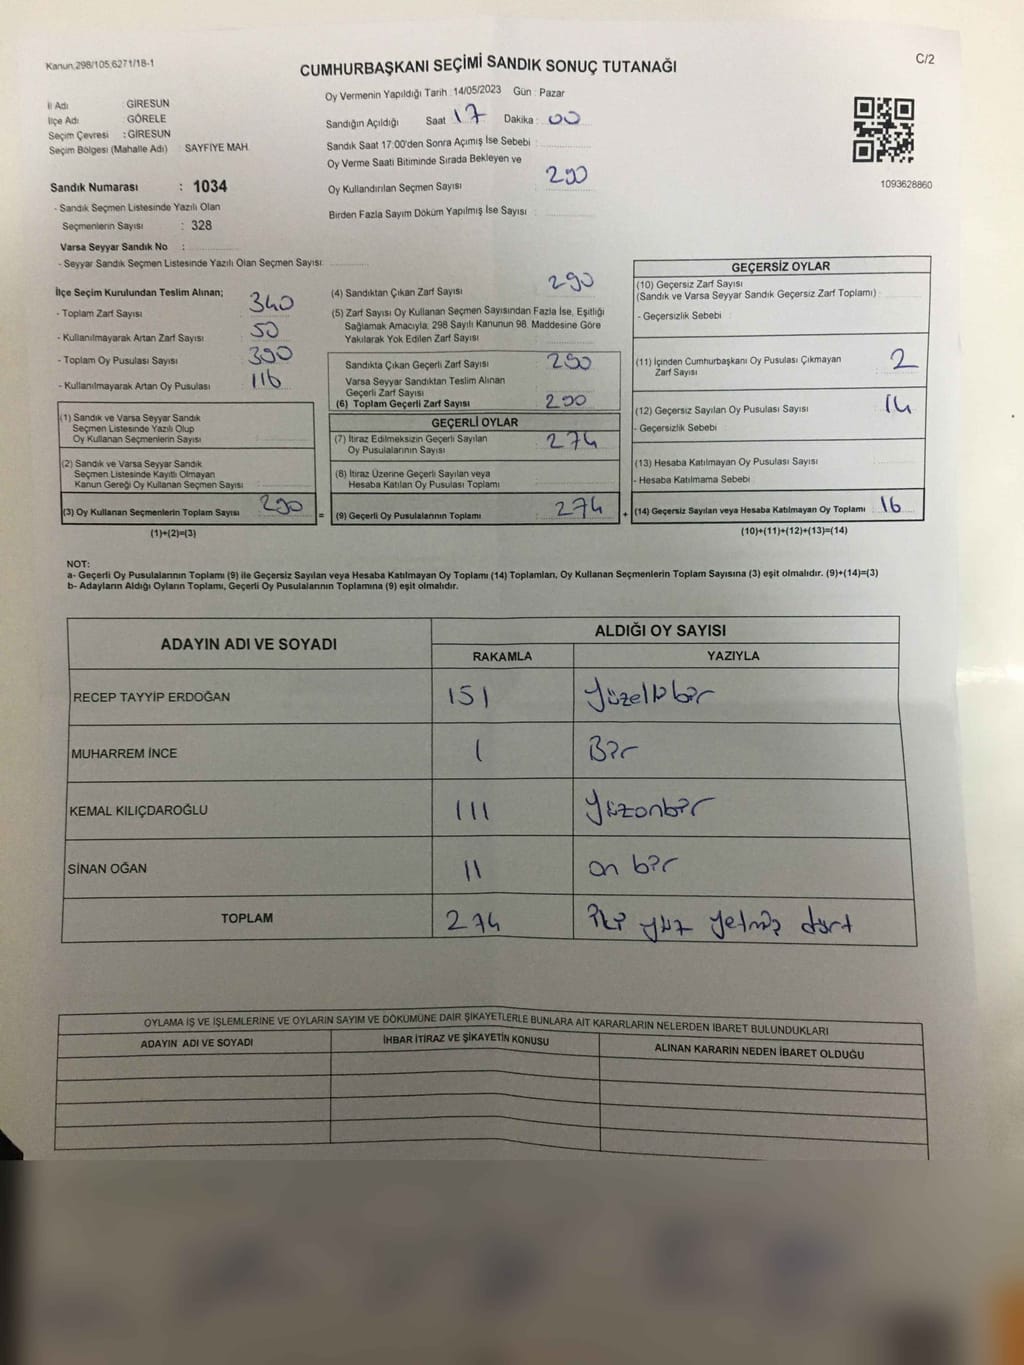 Kanun.298/105.6271/18-1
CUMHURBAŞKANI SEÇİMİ SANDIK SONUÇ TUTANAĞI
C/2
İl Adı GİRESUN
İlçe Adı : GÖRELE
Seçim Çevresi : GİRESUN
Seçim Bölgesi (Mahalle Adı) : SAYFİYE MAH.
Sandık Numarası : 1034
- Sandık Seçmen Listesinde Yazılı Olan
Seçmenlerin Sayısı : 328
Varsa Seyyar Sandık No :
- Seyyar Sandık Seçmen Listesinde Yazılı Olan Seçmen Sayısı:
Oy Vermenin Yapıldığı Tarih : 14/05/2023 Gün : Pazar
Sandığın Açıldığı Saat 17 Dakika : 00
Sandık Saat 17:00'den Sonra Açımış İse Sebebi :
Oy Verme Saati Bitiminde Sırada Bekleyen ve
Oy Kullandırılan Seçmen Sayısı : 290
Birden Fazla Sayım Döküm Yapılmış İse Sayısı :
1093628860
İlçe Seçim Kurulundan Teslim Alınan;
- Toplam Zarf Sayısı 340
- Kullanılmayarak Artan Zarf Sayısı 50
- Toplam Oy Pusulası Sayısı 390
- Kullanılmayarak Artan Oy Pusulası 116
(1) Sandık ve Varsa Seyyar Sandık
Seçmen Listesinde Yazılı Olup
Oy Kullanan Seçmenlerin Sayısı
(2) Sandık ve Varsa Seyyar Sandık
Seçmen Listesinde Kayıtlı Olmayan
Kanun Gereği Oy Kullanan Seçmen Sayısı
(3) Oy Kullanan Seçmenlerin Toplam Sayısı 290
(1)+(2)=(3)
(4) Sandıktan Çıkan Zarf Sayısı 290
(5) Zarf Sayısı Oy Kullanan Seçmen Sayısından Fazla İse, Eşitliği
Sağlamak Amacıyla; 298 Sayılı Kanunun 98. Maddesine Göre
Yakılarak Yok Edilen Zarf Sayısı
Sandıkta Çıkan Geçerli Zarf Sayısı 290
Varsa Seyyar Sandıktan Teslim Alınan
Geçerli Zarf Sayısı
(6) Toplam Geçerli Zarf Sayısı 290
GEÇERLİ OYLAR
(7) İtiraz Edilmeksizin Geçerli Sayılan
Oy Pusulalarının Sayısı 274
(8) İtiraz Üzerine Geçerli Sayılan veya
Hesaba Katılan Oy Pusulası Toplamı
= (9) Geçerli Oy Pusulalarının Toplamı 274 +
GEÇERSİZ OYLAR
(10) Geçersiz Zarf Sayısı
(Sandık ve Varsa Seyyar Sandık Geçersiz Zarf Toplamı) :
- Geçersizlik Sebebi :
(11) İçinden Cumhurbaşkanı Oy Pusulası Çıkmayan
Zarf Sayısı 2
(12) Geçersiz Sayılan Oy Pusulası Sayısı 14
- Geçersizlik Sebebi
(13) Hesaba Katılmayan Oy Pusulası Sayısı
- Hesaba Katılmama Sebebi
(14) Geçersiz Sayılan veya Hesaba Katılmayan Oy Toplamı : 16
(10)+(11)+(12)+(13)=(14)
NOT:
a- Geçerli Oy Pusulalarının Toplamı (9) ile Geçersiz Sayılan veya Hesaba Katılmayan Oy Toplamı (14) Toplamları, Oy Kullanan Seçmenlerin Toplam Sayısına (3) eşit olmalıdır. (9)+(14)=(3)
b- Adayların Aldığı Oyların Toplamı, Geçerli Oy Pusulalarının Toplamına (9) eşit olmalıdır.
ADAYIN ADI VE SOYADI ALDIĞI OY SAYISI
RAKAMLA YAZIYLA
RECEP TAYYİP ERDOĞAN 151 Yüzellibir
MUHARREM İNCE 1 Bir
KEMAL KILIÇDAROĞLU 111 Yüzonbir
SİNAN OĞAN 11 on bir
TOPLAM 274 iki yüz yetmiş dört
OYLAMA İŞ VE İŞLEMLERİNE VE OYLARIN SAYIM VE DÖKÜMÜNE DAİR ŞİKAYETLERLE BUNLARA AİT KARARLARIN NELERDEN İBARET BULUNDUKLARI
ADAYIN ADI VE SOYADI İHBAR İTİRAZ VE ŞİKAYETİN KONUSU ALINAN KARARIN NEDEN İBARET OLDUĞU